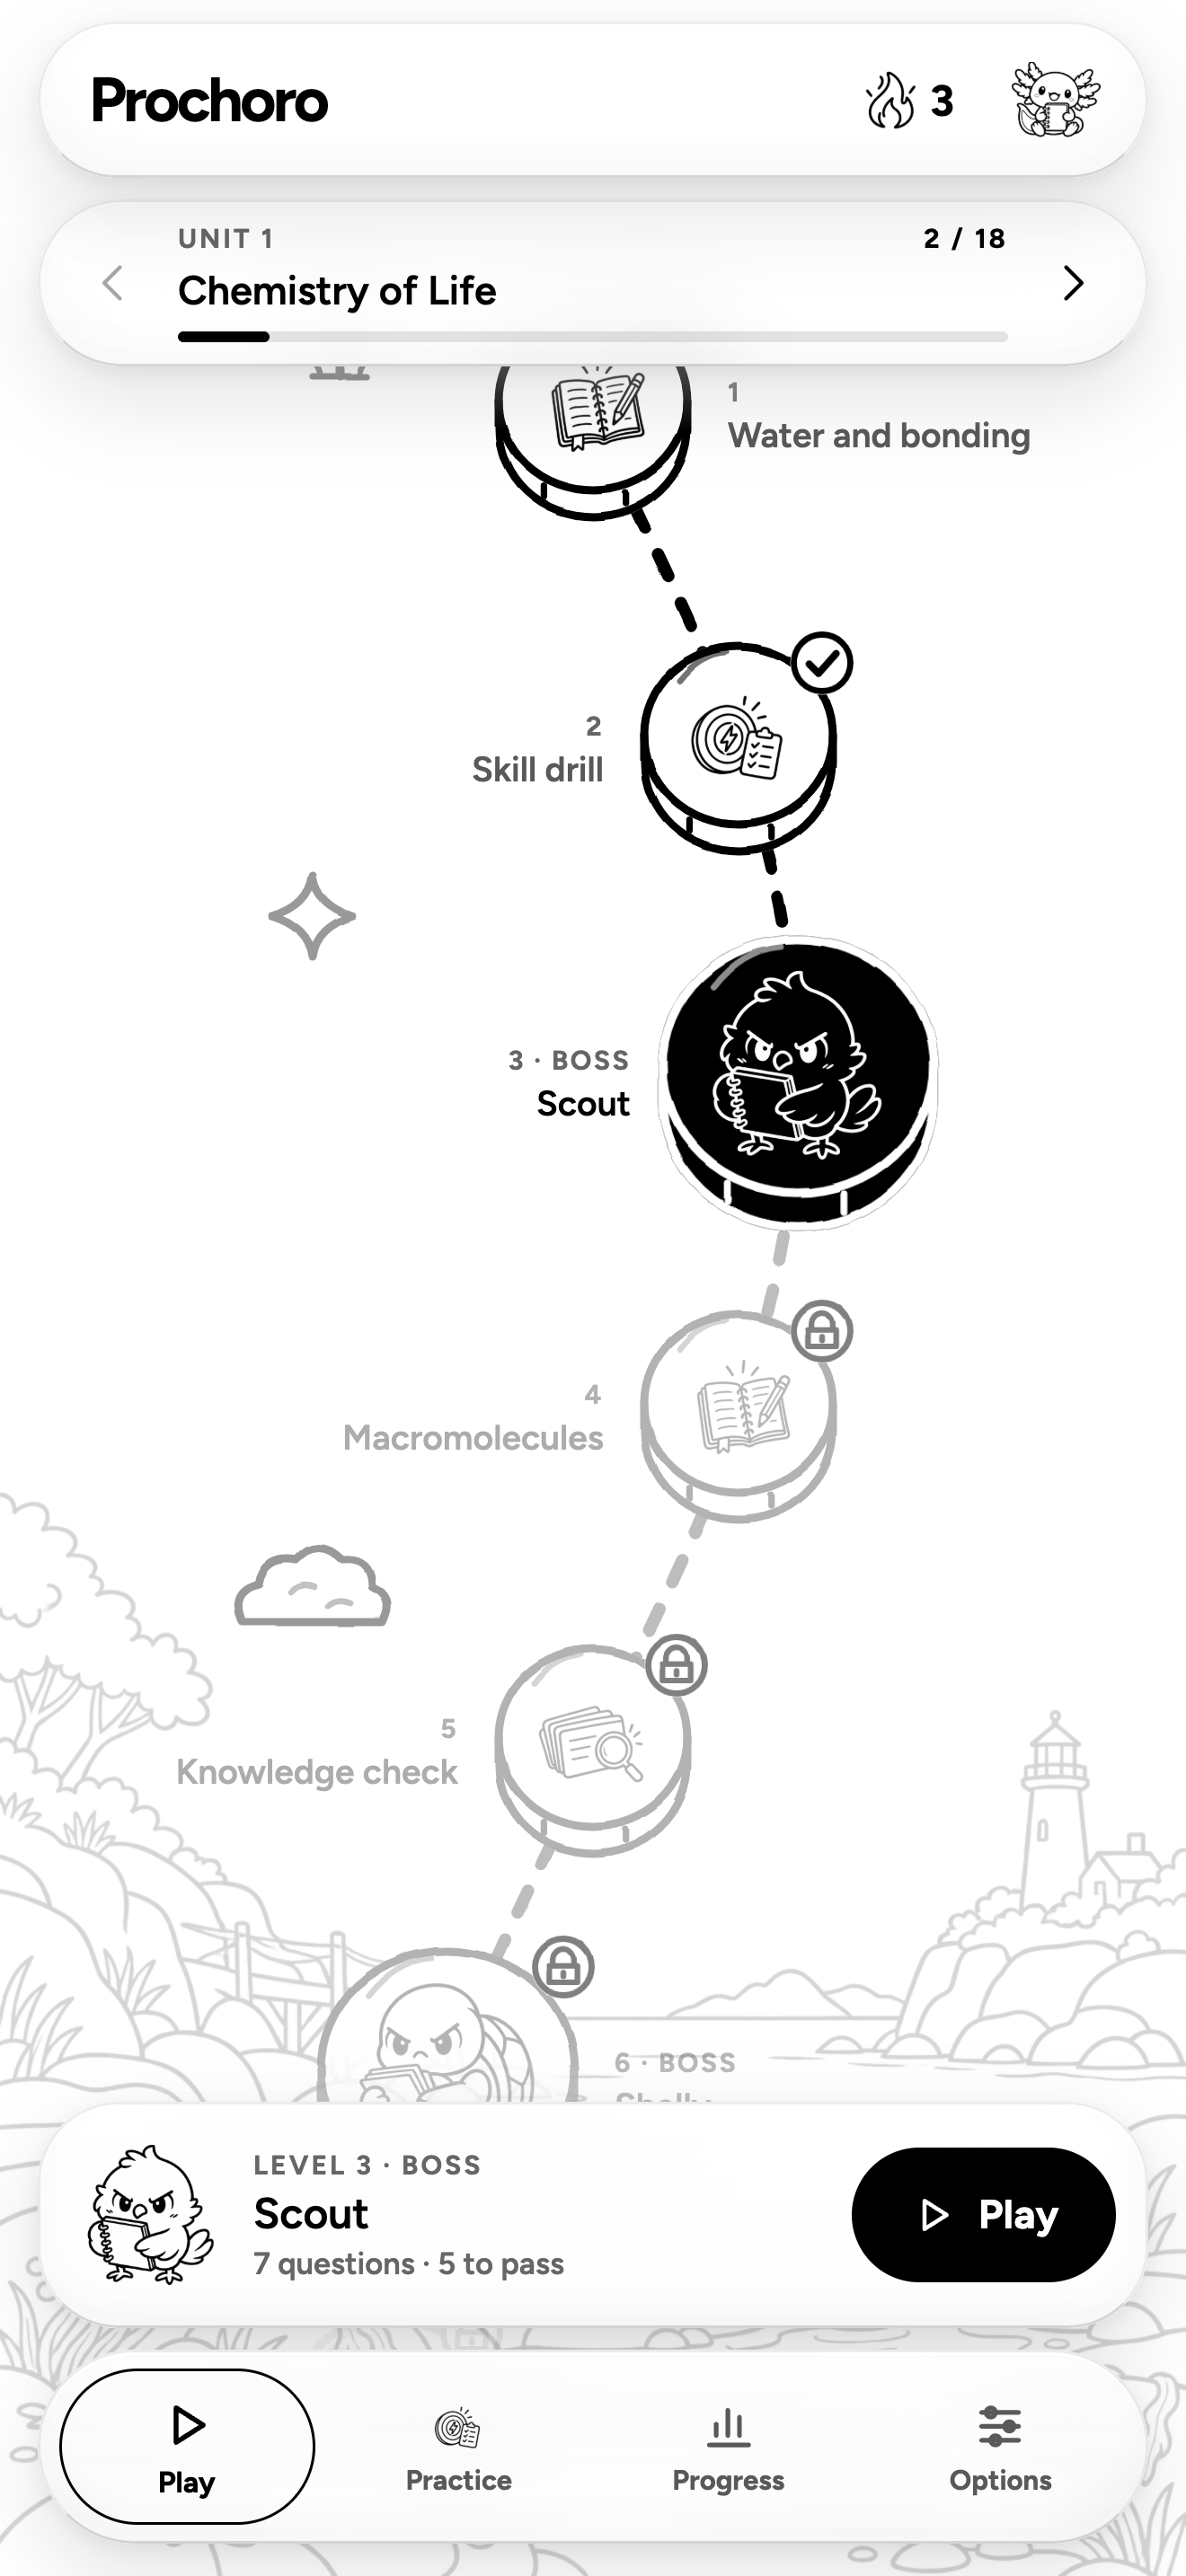 Prochoro
3
UNIT 1
2 / 18
Chemistry of Life
1
Water and bonding
2
Skill drill
3 · BOSS
Scout
4
Macromolecules
5
Knowledge check
6 · BOSS
Shelly
LEVEL 3 · BOSS
Scout
7 questions · 5 to pass
Play
Play
Practice
Progress
Options